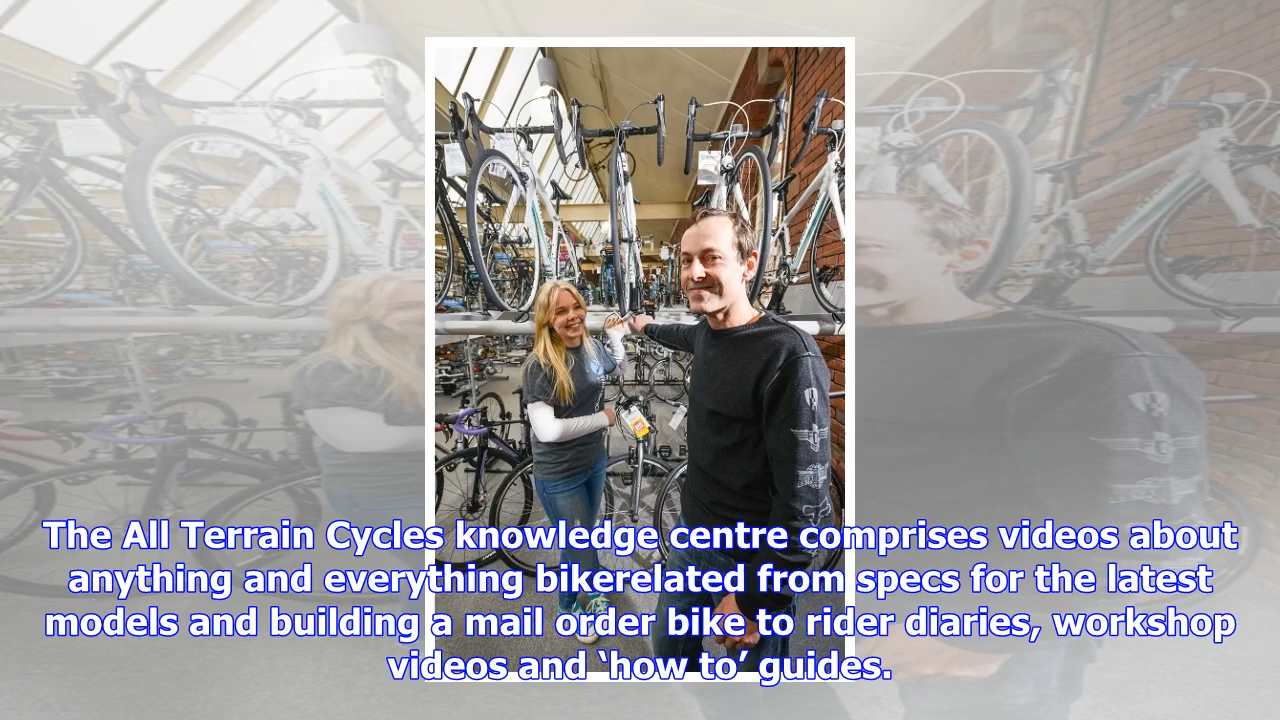 The All Terrain Cycles knowledge centre comprises videos about
anything and everything bikerelated from specs for the latest
models and building a mail order bike to rider diaries, workshop
videos and ‘how to’ guides.